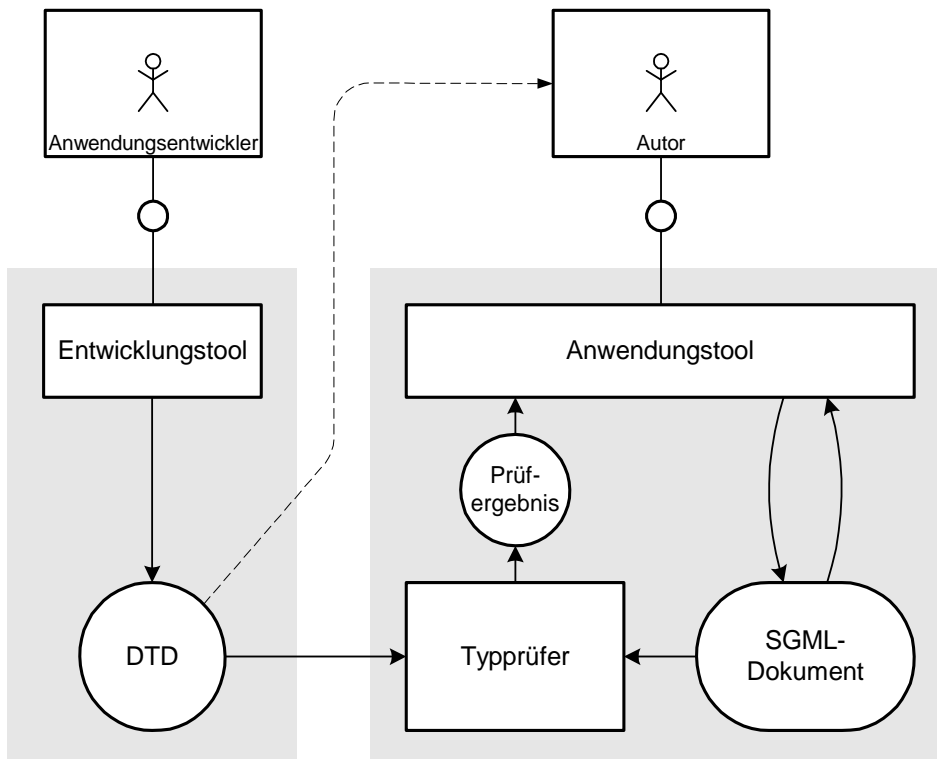 Anwendungsentwickler
Autor
Entwicklungstool
Anwendungstool
Prüf-
ergebnis
DTD
Typprüfer
SGML-
Dokument